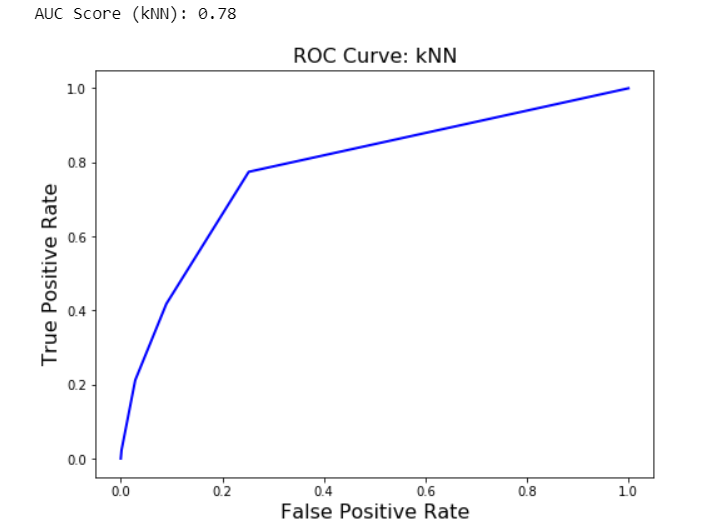 AUC Score (kNN): 0.78
ROC Curve: kNN
1.0
0.8
0.6
0.4
0.2
0.0
True Positive Rate
0.0 0.2 0.4 0.6 0.8 1.0
False Positive Rate